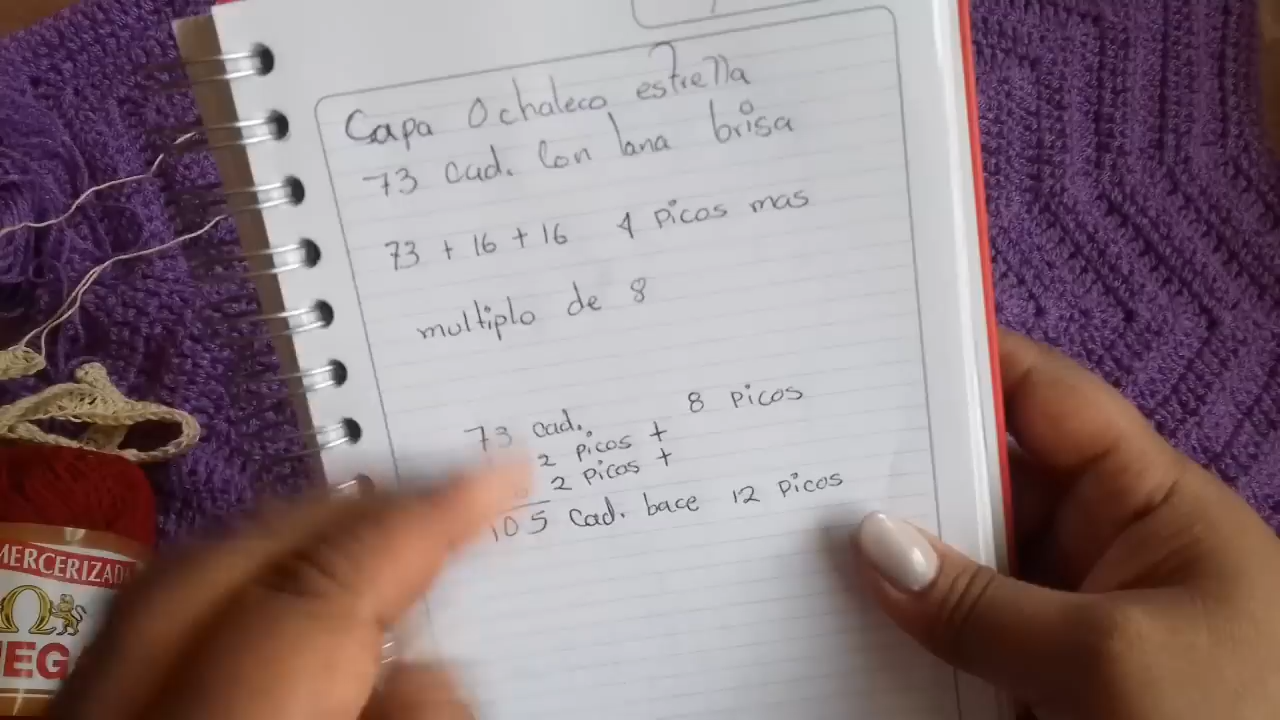 Capa O chaleco estrella
73 cad. Con lana brisa
73 + 16 + 16 4 Picos mas
multiplo de 8
73 cad. 8 Picos
2 Picos +
2 Picos +
105 Cad. bace 12 Picos
MERCERIZADA